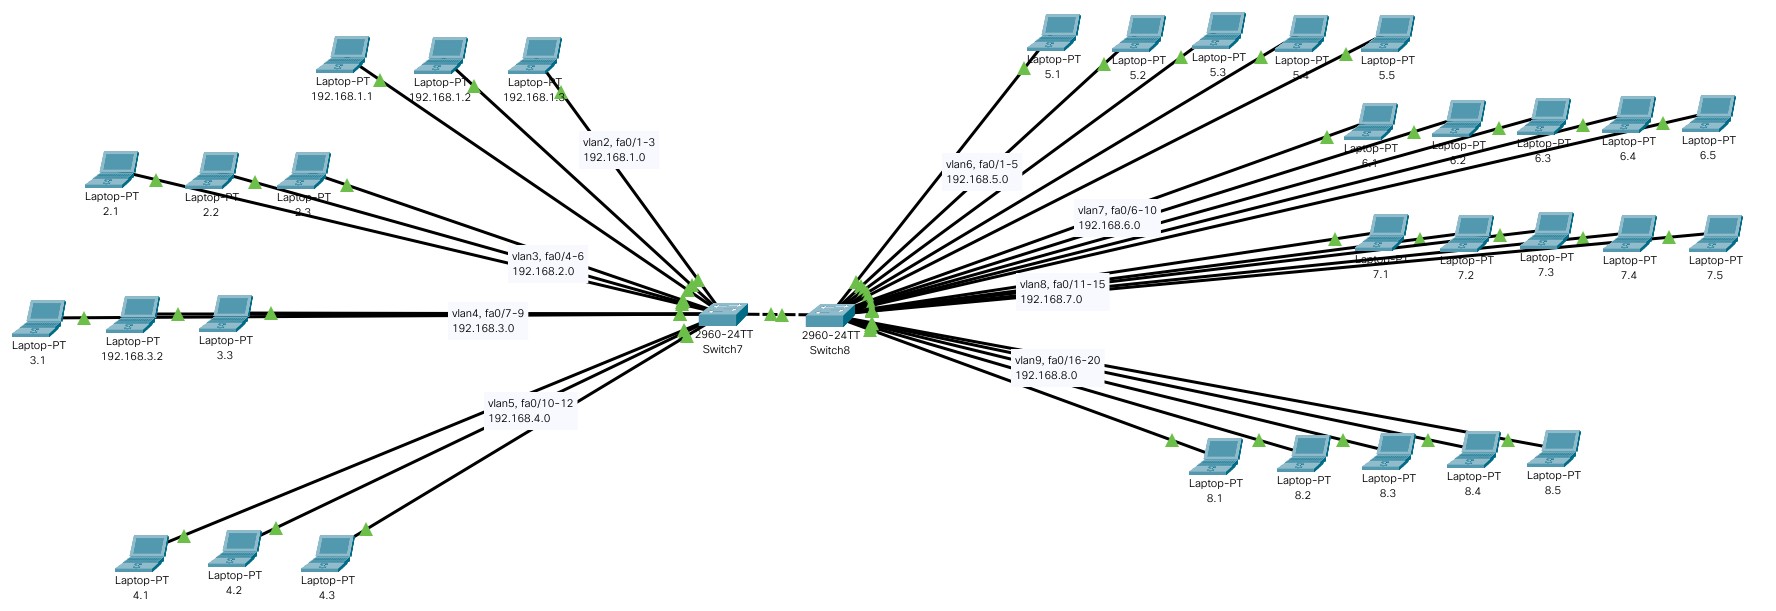 Laptop-PT
192.168.1.1
Laptop-PT
192.168.1.2
Laptop-PT
192.168.1.3
vlan2, fa0/1-3
192.168.1.0
Laptop-PT
2.1
Laptop-PT
2.2
Laptop-PT
2.3
vlan3, fa0/4-6
192.168.2.0
Laptop-PT
3.1
Laptop-PT
192.168.3.2
Laptop-PT
3.3
vlan4, fa0/7-9
192.168.3.0
vlan5, fa0/10-12
192.168.4.0
Laptop-PT
4.1
Laptop-PT
4.2
Laptop-PT
4.3
2960-24TT
Switch7
2960-24TT
Switch8
Laptop-PT
5.1
Laptop-PT
5.2
Laptop-PT
5.3
Laptop-PT
5.4
Laptop-PT
5.5
vlan6, fa0/1-5
192.168.5.0
Laptop-PT
6.1
Laptop-PT
6.2
Laptop-PT
6.3
Laptop-PT
6.4
Laptop-PT
6.5
vlan7, fa0/6-10
192.168.6.0
Laptop-PT
7.1
Laptop-PT
7.2
Laptop-PT
7.3
Laptop-PT
7.4
Laptop-PT
7.5
vlan8, fa0/11-15
192.168.7.0
vlan9, fa0/16-20
192.168.8.0
Laptop-PT
8.1
Laptop-PT
8.2
Laptop-PT
8.3
Laptop-PT
8.4
Laptop-PT
8.5